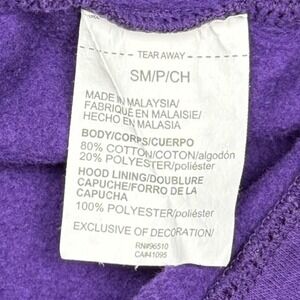 TEAR AWAY
SM/P/CH
MADE IN MALAYSIA/
FABRIQUÉ EN MALAISIE/
HECHO EN MALASIA
BODY/CORPS/CUERPO
80% COTTON/COTON/algodón
20% POLYESTER/poliéster
HOOD LINING/DOUBLURE
CAPUCHE/FORRO DE LA
CAPUCHA
100% POLYESTER/poliéster
EXCLUSIVE OF DECORATION/
RN#96510
CA#41095